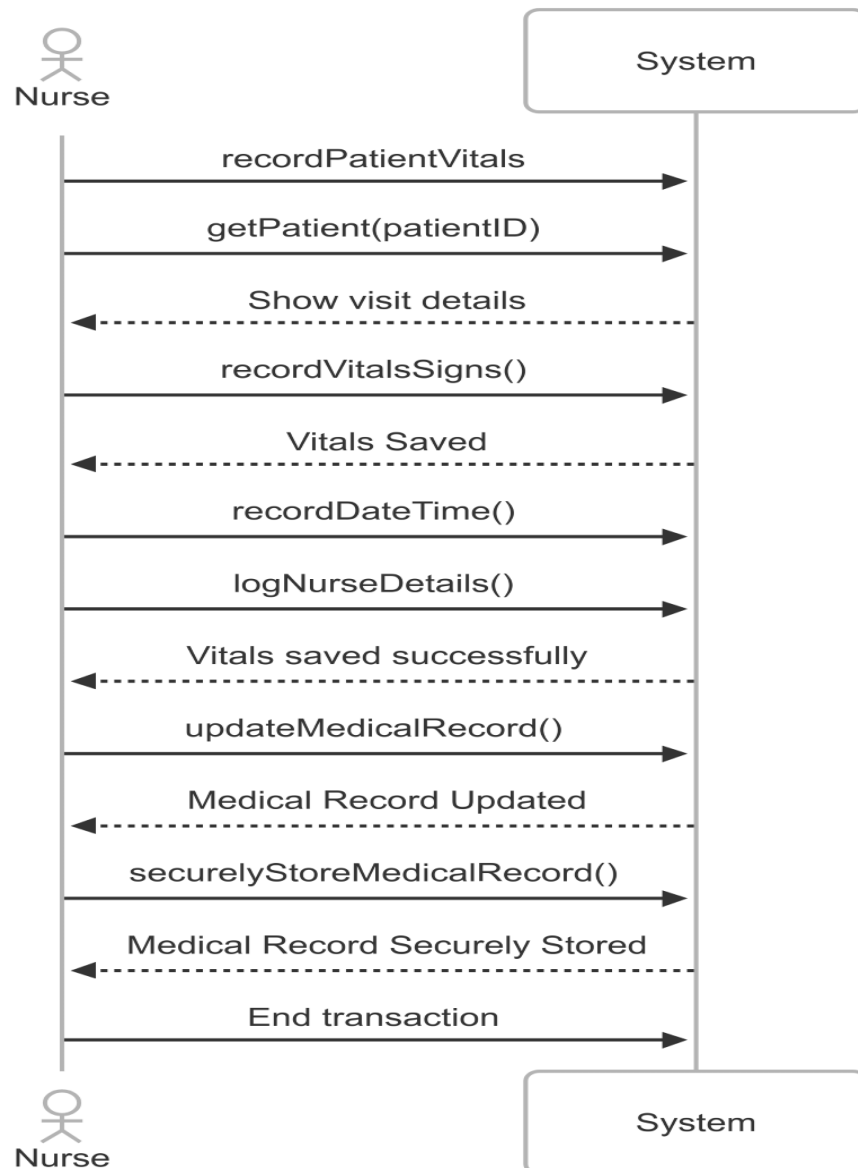 Nurse
System
recordPatientVitals
getPatient(patientID)
Show visit details
recordVitalsSigns()
Vitals Saved
recordDateTime()
logNurseDetails()
Vitals saved successfully
updateMedicalRecord()
Medical Record Updated
securelyStoreMedicalRecord()
Medical Record Securely Stored
End transaction
Nurse
System